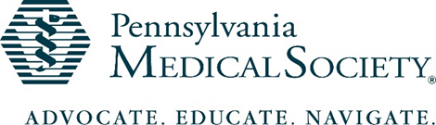 Pennsylvania
MEDICAL SOCIETY®
ADVOCATE. EDUCATE. NAVIGATE.